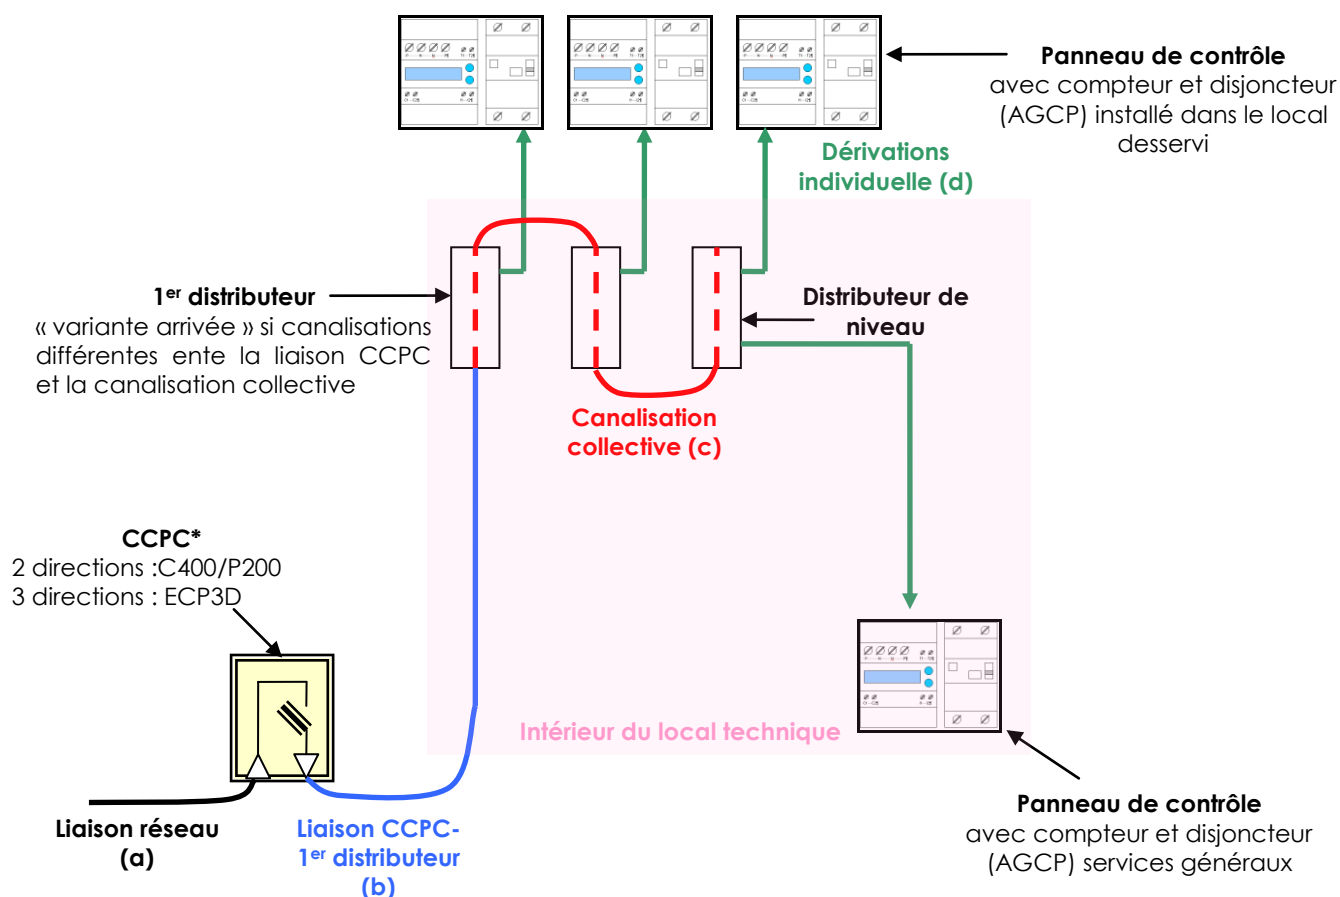 Panneau de contrôle
avec compteur et disjoncteur
(AGCP) installé dans le local
desservi
Dérivations
individuelle (d)
1er distributeur
« variante arrivée » si canalisations
différentes ente la liaison CCPC
et la canalisation collective
Distributeur de
niveau
Canalisation
collective (c)
CCPC*
2 directions :C400/P200
3 directions : ECP3D
Intérieur du local technique
Liaison réseau
(a)
Liaison CCPC-
1er distributeur
(b)
Panneau de contrôle
avec compteur et disjoncteur
(AGCP) services généraux